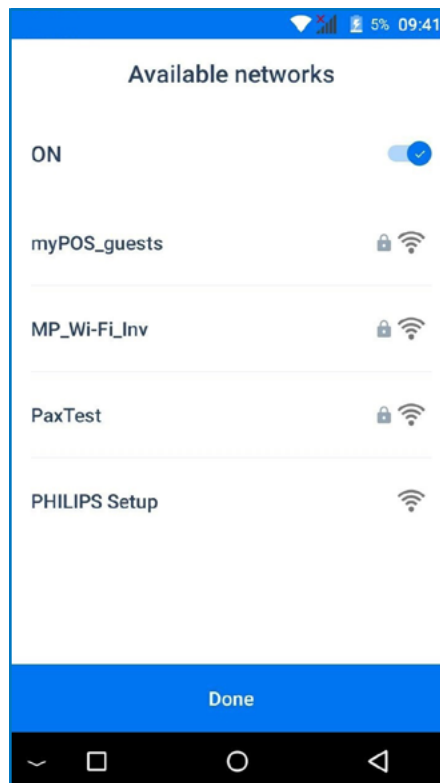 5% 09:41
Available networks
ON
myPOS_guests
MP_Wi-Fi_Inv
PaxTest
PHILIPS Setup
Done